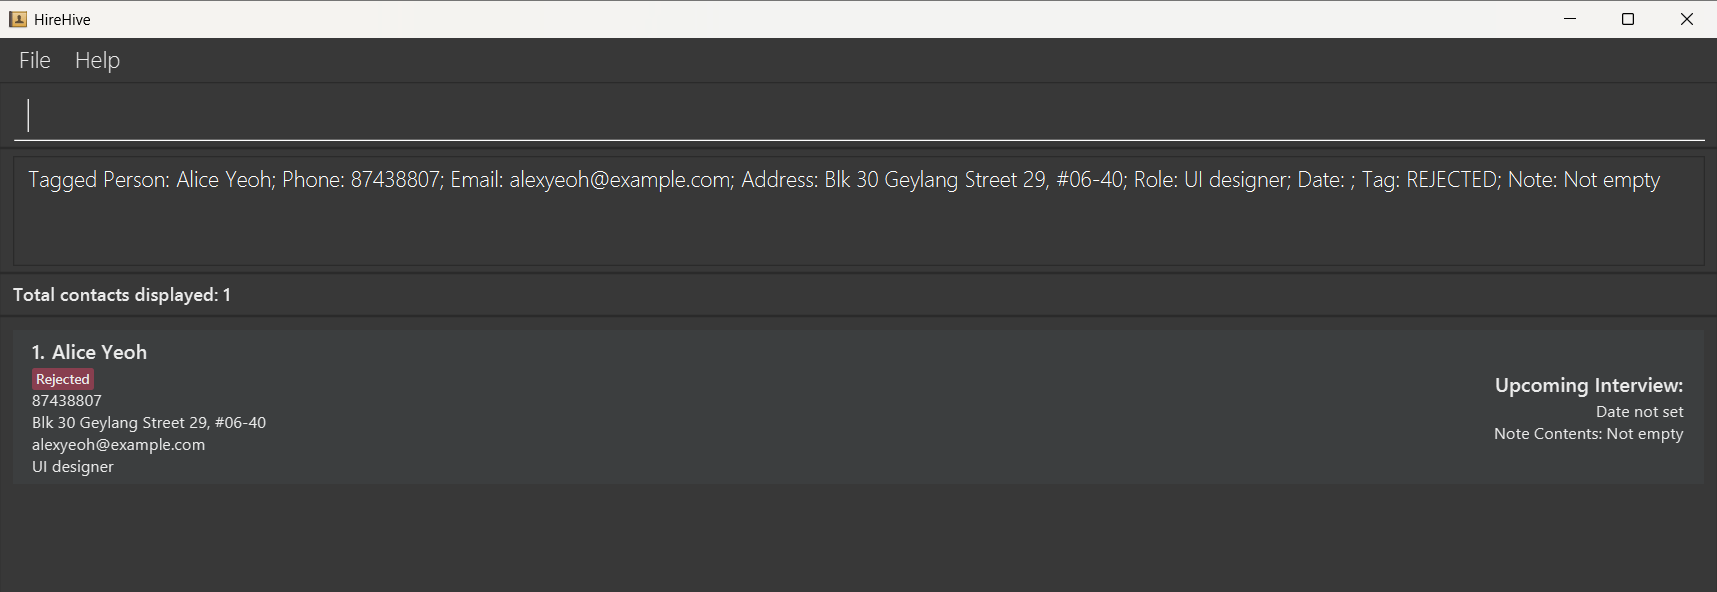 HireHive
File Help
Tagged Person: Alice Yeoh; Phone: 87438807; Email: alexyeoh@example.com; Address: Blk 30 Geylang Street 29, #06-40; Role: UI designer; Date: ; Tag: REJECTED; Note: Not empty
Total contacts displayed: 1
1. Alice Yeoh
Rejected
87438807
Blk 30 Geylang Street 29, #06-40
alexyeoh@example.com
UI designer
Upcoming Interview:
Date not set
Note Contents: Not empty